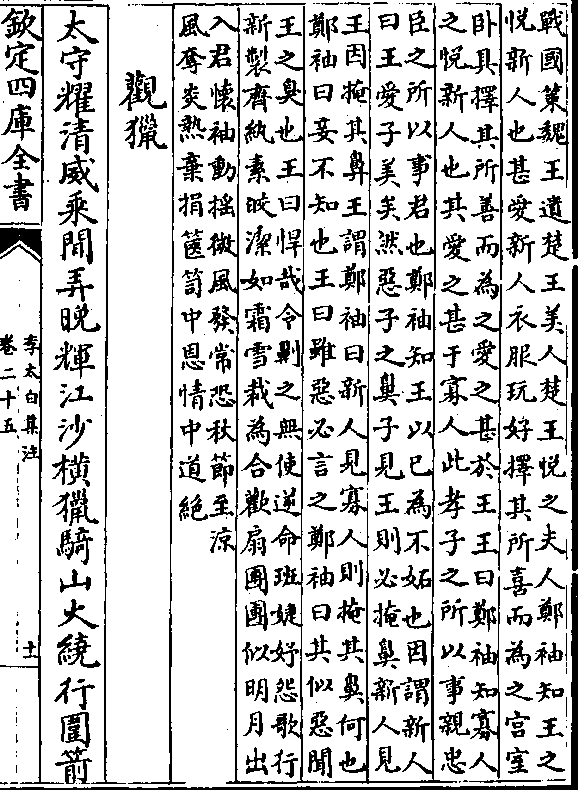 戰國策魏王遺楚王美人楚王悅之夫人鄭袖知王之
悅新人也甚愛新人衣服玩好擇其所喜而為之宮室
卧具擇其所善而為之愛之甚於王王曰鄭袖知寡人
之悅新人也其愛之甚于寡人此孝子之所以事親忠
臣之所以事君也鄭袖知王以已為不妬也因謂新人
曰王愛子美矣然惡子之鼻子見王則必掩鼻新人見
王因掩其鼻王謂鄭袖曰新人見寡人則掩其鼻何也
鄭袖曰妾不知也王曰雖惡必言之鄭袖曰其似惡聞
王之臭也王曰悍哉令劓之無使逆命班婕妤怨歌行
新製齊紈素皎潔如霜雪裁為合歡扇團團似明月出
入君懷袖動揺微風發常恐秋節至涼
風奪炎熱棄捐篋笥中恩情中道絶
觀獵
太守耀清威乘閒弄晚輝江沙橫獵騎山火繞行圍箭
欽定四庫全書
李太白集注
卷二十五
十一